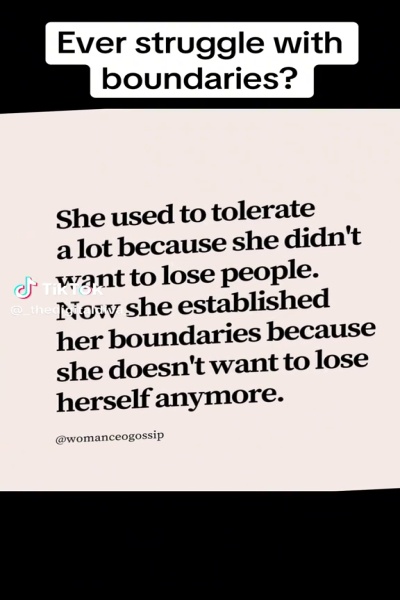 Ever struggle with
boundaries?
She used to tolerate
a lot because she didn't
want to lose people.
TikTok
Now she established
her boundaries because
she doesn't want to lose
herself anymore.
@womanceogossip